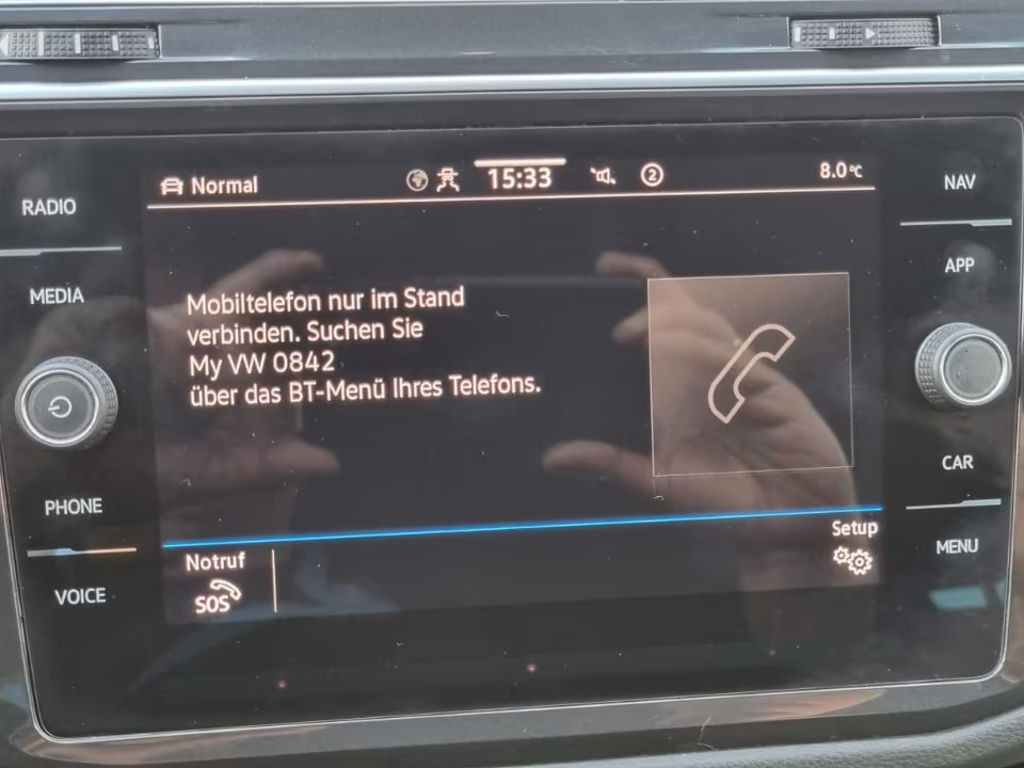 RADIO
MEDIA
PHONE
VOICE
Normal
15:33
2
8.0°C
Mobiltelefon nur im Stand
verbinden. Suchen Sie
My VW 0842
über das BT-Menü Ihres Telefons.
Notruf
SOS
Setup
NAV
APP
CAR
MENU